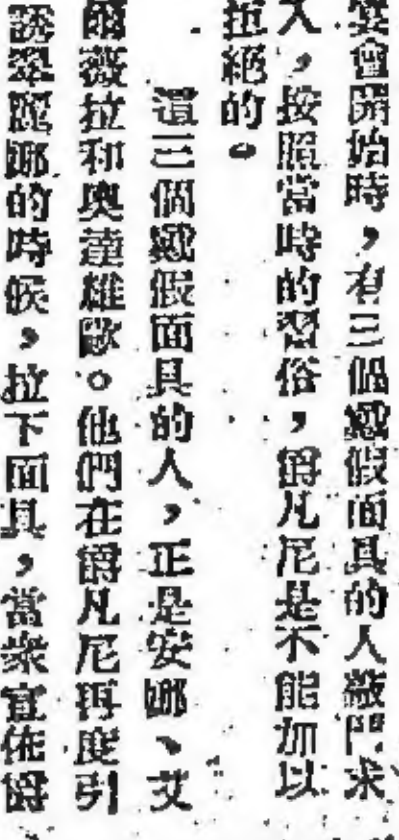 宴會開始時，有三個戴假面具的人敲門求
入，按照當時的習俗，爵凡尼是不能加以
拒絕的。
這三個戴假面具的人，正是安娜、艾
爾薇拉和奧達雄歐。他們在爵凡尼再度引
誘翠麗娜的時候，拉下面具，當衆宣佈爵